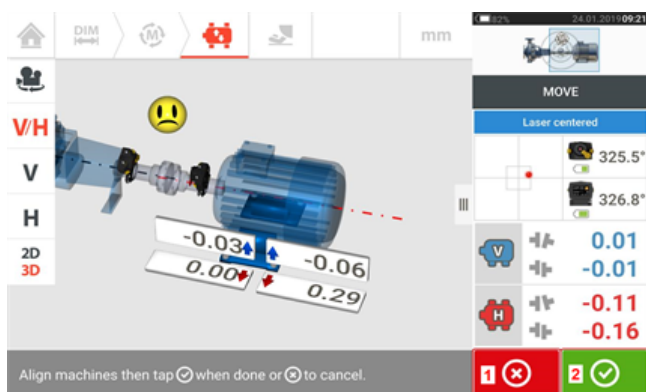 DIM
M
mm
82%
24.01.2019 09:21
MOVE
Laser centered
325.5°
326.8°
V/H
V
H
2D
3D
-0.03
-0.06
0.00
0.29
V
0.01
-0.01
H
-0.11
-0.16
Align machines then tap when done or to cancel.
1
2